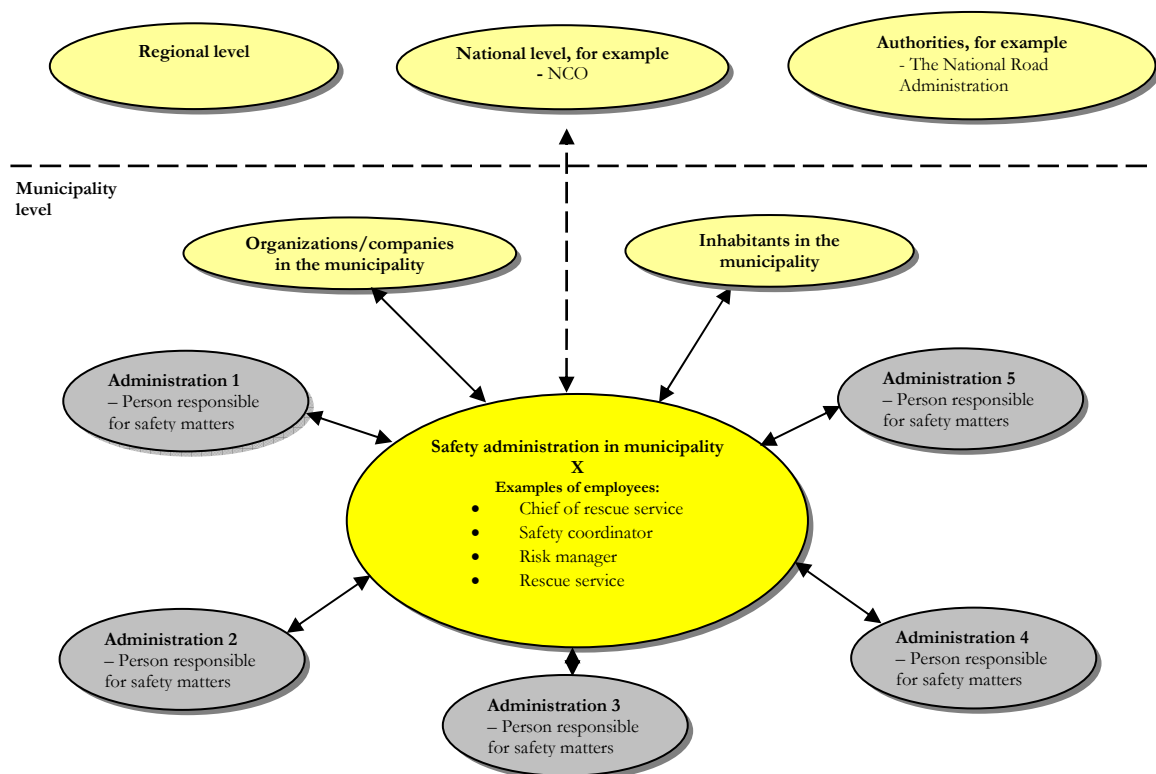 Regional level
National level, for example
- NCO
Authorities, for example
- The National Road
Administration
Municipality
level
Organizations/companies
in the municipality
Inhabitants in the
municipality
Administration 1
– Person responsible
for safety matters
Administration 5
– Person responsible
for safety matters
Safety administration in municipality
X
Examples of employees:
• Chief of rescue service
• Safety coordinator
• Risk manager
• Rescue service
Administration 2
– Person responsible
for safety matters
Administration 4
– Person responsible
for safety matters
Administration 3
– Person responsible
for safety matters